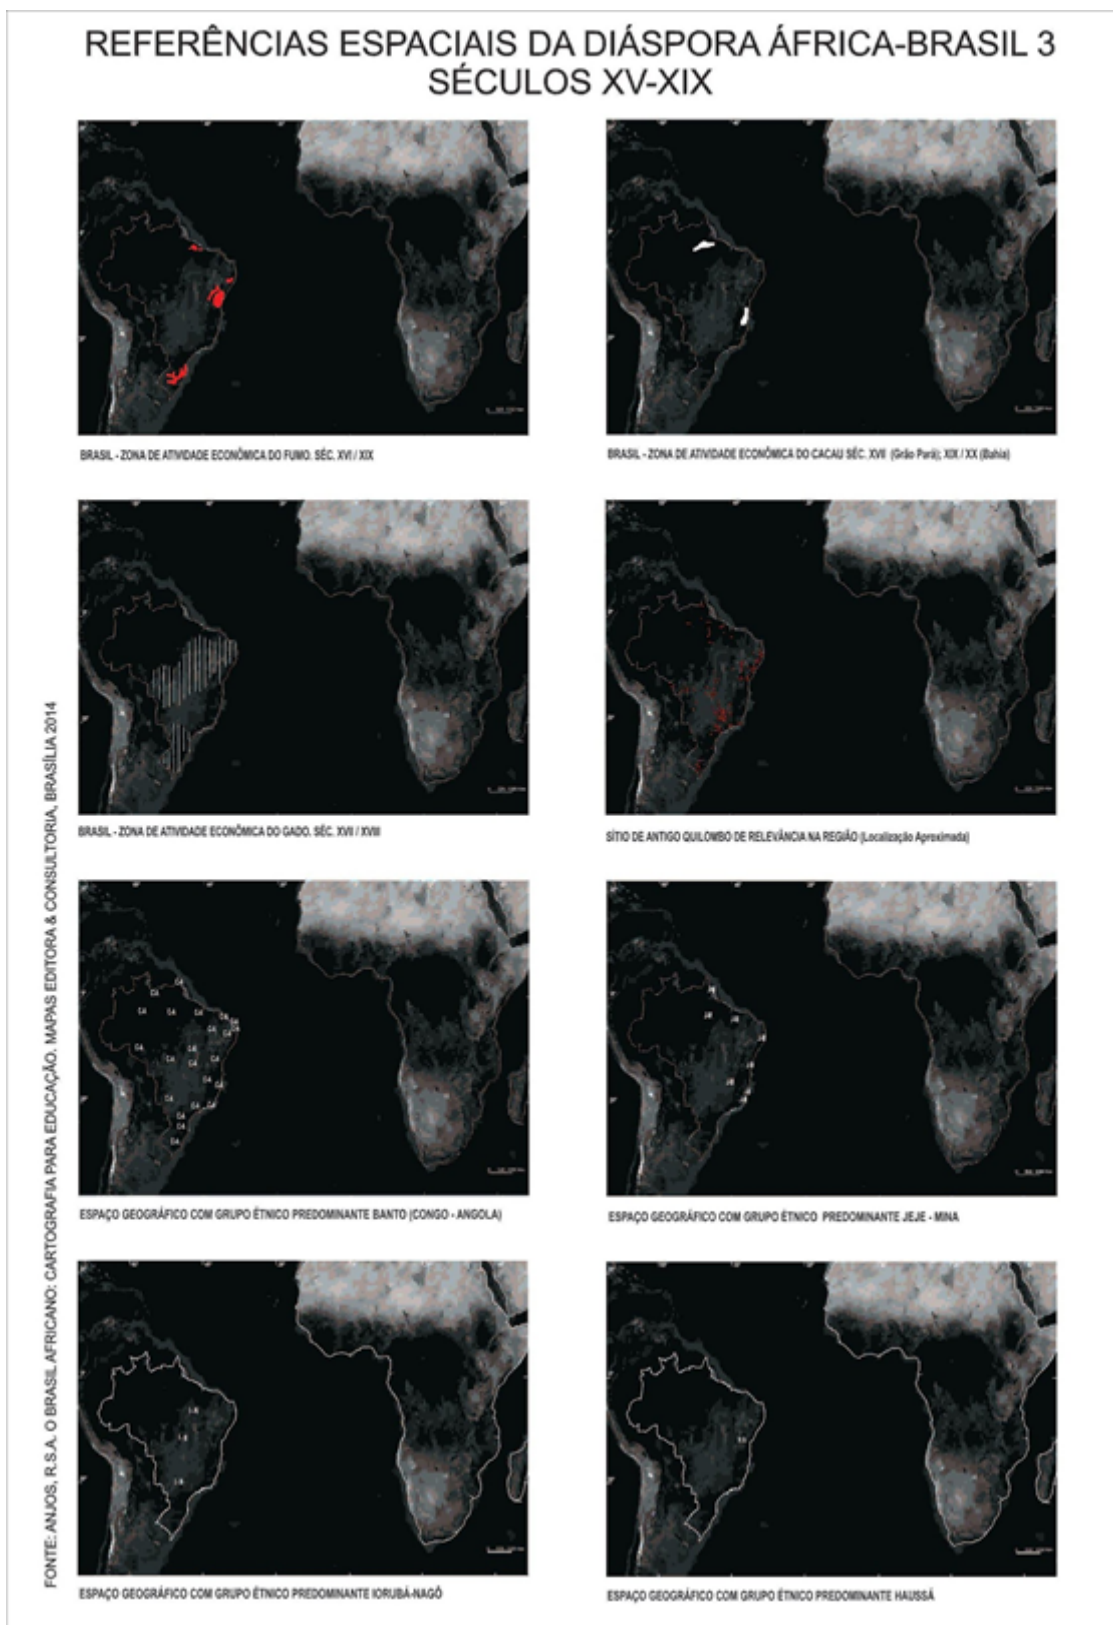 REFERÊNCIAS ESPACIAIS DA DIÁSPORA ÁFRICA-BRASIL 3
SÉCULOS XV-XIX
BRASIL - ZONA DE ATIVIDADE ECONÔMICA DO FUMO. SÉC. XVI / XIX
BRASIL - ZONA DE ATIVIDADE ECONÔMICA DO CACAU SÉC. XVII (Grão Pará); XIX / XX (Bahia)
BRASIL - ZONA DE ATIVIDADE ECONÔMICA DO GADO. SÉC. XVII / XVIII
SÍTIO DE ANTIGO QUILOMBO DE RELEVÂNCIA NA REGIÃO (Localização Aproximada)
ESPAÇO GEOGRÁFICO COM GRUPO ÉTNICO PREDOMINANTE BANTO (CONGO - ANGOLA)
ESPAÇO GEOGRÁFICO COM GRUPO ÉTNICO PREDOMINANTE JEJE - MINA
ESPAÇO GEOGRÁFICO COM GRUPO ÉTNICO PREDOMINANTE IORUBÁ-NAGÔ
ESPAÇO GEOGRÁFICO COM GRUPO ÉTNICO PREDOMINANTE HAUSSÁ
FONTE: ANJOS, R.S.A. O BRASIL AFRICANO: CARTOGRAFIA PARA EDUCAÇÃO. MAPAS EDITORA & CONSULTORIA, BRASÍLIA 2014